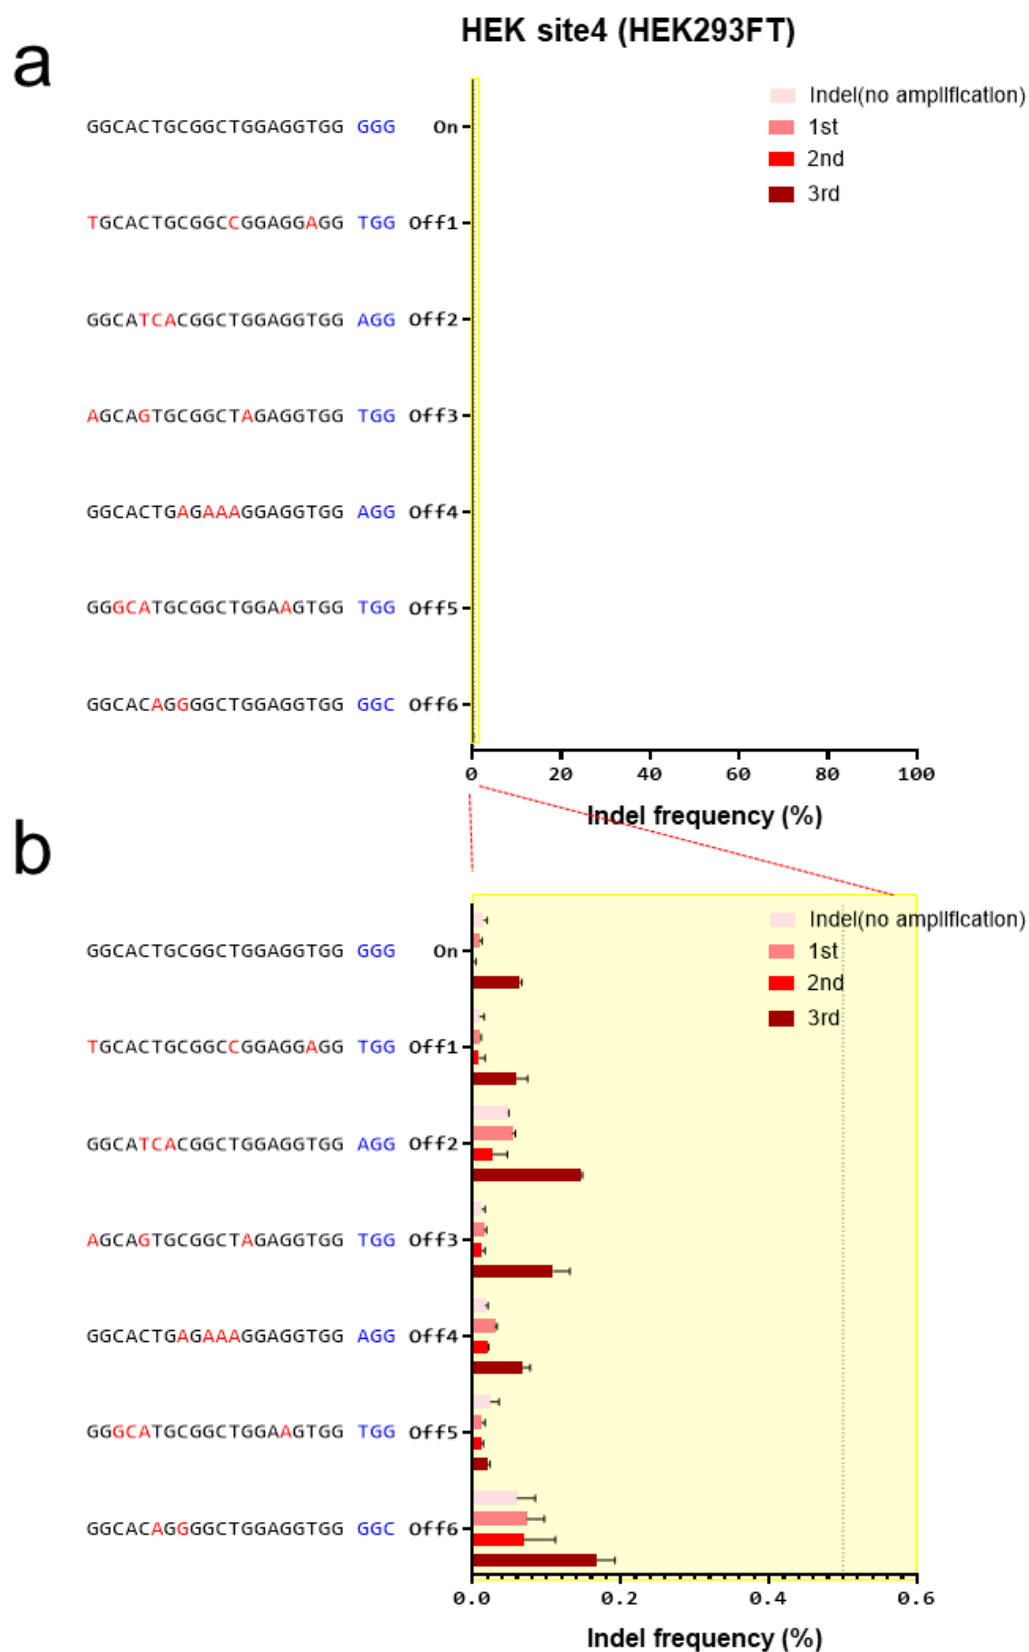 HEK site4 (HEK293FT)
a
Indel(no amplification)
1st
2nd
3rd
GGCACTGCGGCTGGAGGTGG GGG On
TGCACTGCGGCCGGAGGAGG TGG Off1
GGCATCACGGCTGGAGGTGG AGG Off2
AGCAGTGCGGCTAGAGGTGG TGG Off3
GGCACTGAGAAAGGAGGTGG AGG Off4
GGGCATGCGGCTGGAAGTGG TGG Off5
GGCACAGGGGCTGGAGGTGG GGC Off6
0 20 40 60 80 100
Indel frequency (%)
b
Indel(no amplification)
1st
2nd
3rd
GGCACTGCGGCTGGAGGTGG GGG On
TGCACTGCGGCCGGAGGAGG TGG Off1
GGCATCACGGCTGGAGGTGG AGG Off2
AGCAGTGCGGCTAGAGGTGG TGG Off3
GGCACTGAGAAAGGAGGTGG AGG Off4
GGGCATGCGGCTGGAAGTGG TGG Off5
GGCACAGGGGCTGGAGGTGG GGC Off6
0.0 0.2 0.4 0.6
Indel frequency (%)